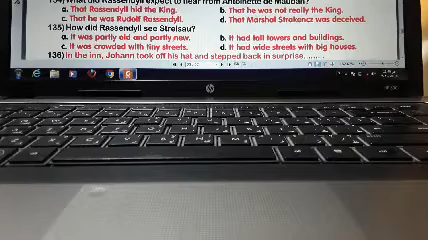 134) What did Rassendyll expect to hear from Antoinette de Mauban?
a. That Rassendyll hid the King. b. That he was not really the King.
c. That he was Rudolf Rassendyll. d. That Marshal Strakencz was deceived.
135) How did Rassendyll see Strelsau?
a. It was partly old and partly new. b. It had tall towers and buildings.
c. It was crowded with tiny streets. d. It had wide streets with big houses.
136) In the inn, Johann took off his hat and stepped back in surprise. ......
hp